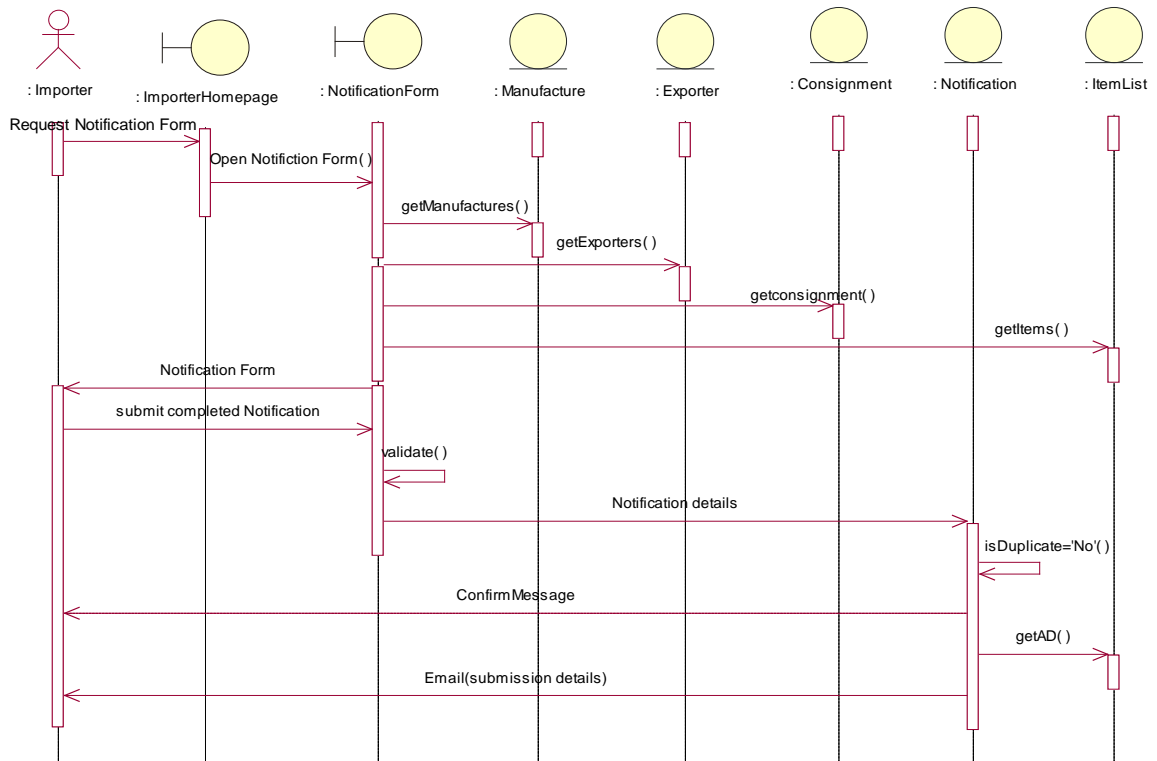 : Importer
: ImporterHomepage
: NotificationForm
: Manufacture
: Exporter
: Consignment
: Notification
: ItemList
Request Notification Form
Open Notifiction Form( )
getManufactures( )
getExporters( )
getconsignment( )
getItems( )
Notification Form
submit completed Notification
validate( )
Notification details
isDuplicate='No'( )
ConfirmMessage
getAD( )
Email(submission details)